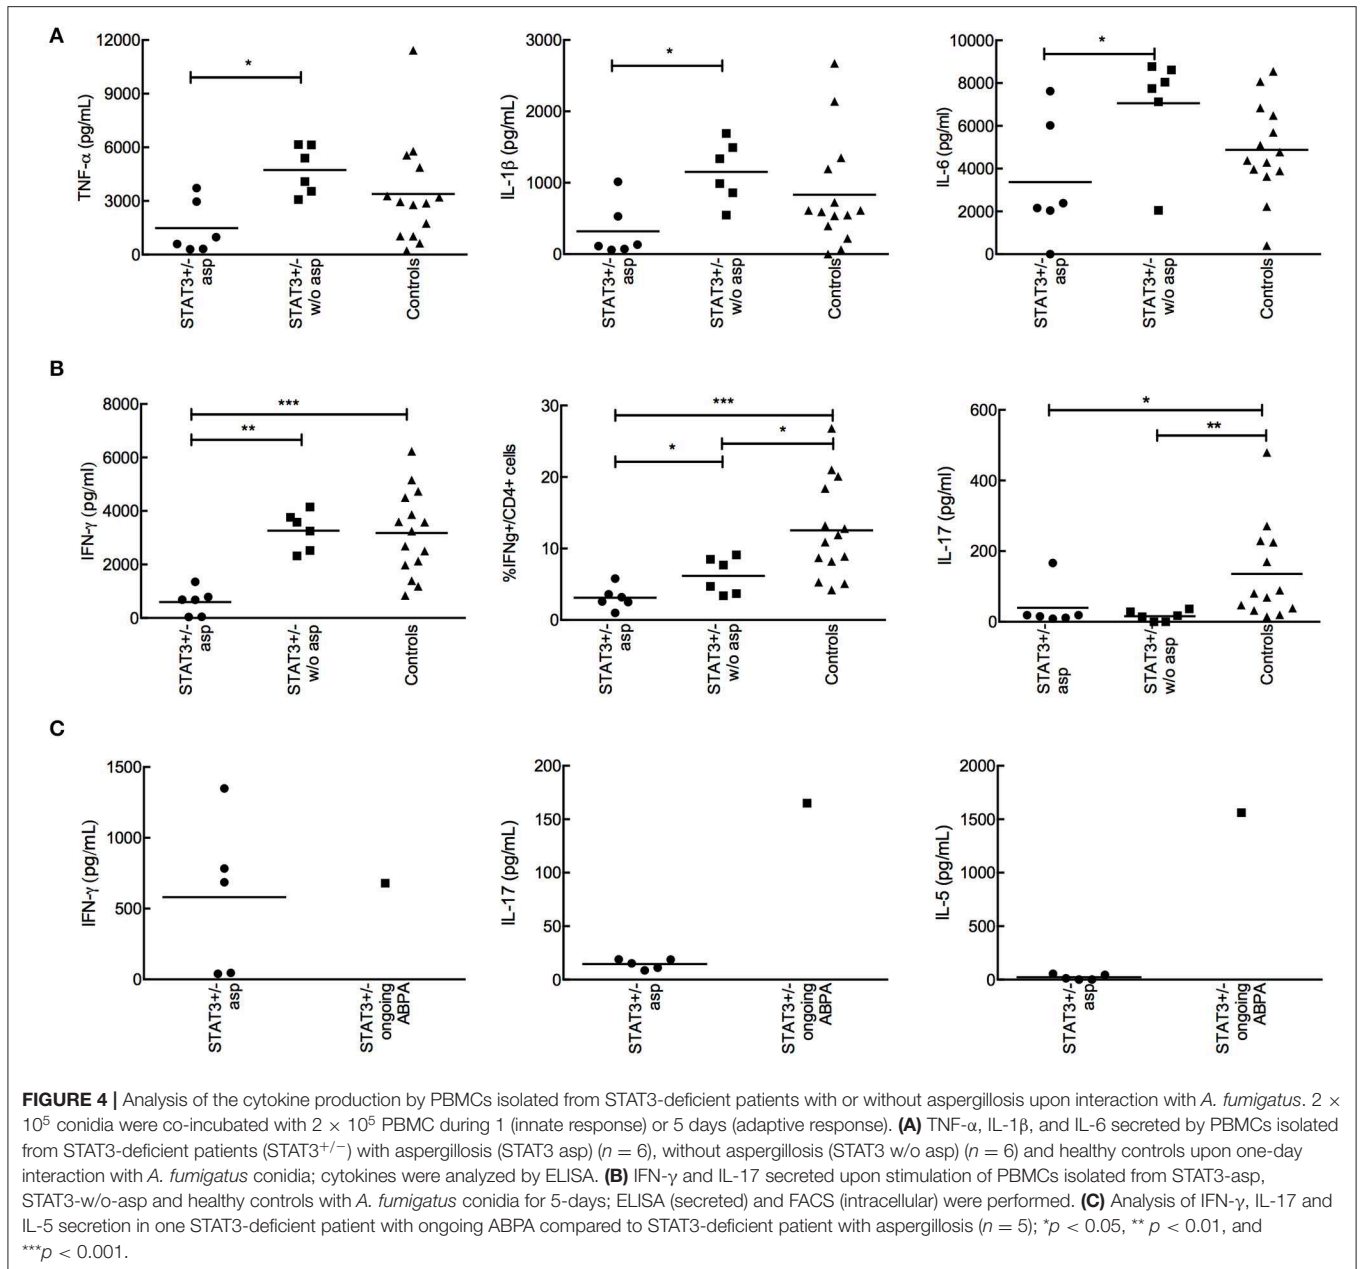 A
TNF-α (pg/mL)
12000
9000
6000
3000
0
*
STAT3+/-
asp
STAT3+/-
w/o asp
Controls
IL-1β (pg/mL)
3000
2000
1000
0
*
STAT3+/-
asp
STAT3+/-
w/o asp
Controls
IL-6 (pg/ml)
10000
8000
6000
4000
2000
0
*
STAT3+/-
asp
STAT3+/-
w/o asp
Controls
B
IFN-γ (pg/ml)
8000
6000
4000
2000
0
***
**
STAT3+/-
asp
STAT3+/-
w/o asp
Controls
%IFNg+/CD4+ cells
30
20
10
0
***
*
*
STAT3+/-
asp
STAT3+/-
w/o asp
Controls
IL-17 (pg/ml)
600
400
200
0
*
**
STAT3+/-
asp
STAT3+/-
w/o asp
Controls
C
IFN-γ (pg/mL)
1500
1000
500
0
STAT3+/-
asp
STAT3+/-
ongoing
ABPA
IL-17 (pg/mL)
200
150
100
50
0
STAT3+/-
asp
STAT3+/-
ongoing
ABPA
IL-5 (pg/mL)
2000
1500
1000
500
0
STAT3+/-
asp
STAT3+/-
ongoing
ABPA
FIGURE 4 | Analysis of the cytokine production by PBMCs isolated from STAT3-deficient patients with or without aspergillosis upon interaction with A. fumigatus. 2 ×
10⁵ conidia were co-incubated with 2 × 10⁵ PBMC during 1 (innate response) or 5 days (adaptive response). (A) TNF-α, IL-1β, and IL-6 secreted by PBMCs isolated
from STAT3-deficient patients (STAT3⁺/⁻) with aspergillosis (STAT3 asp) (n = 6), without aspergillosis (STAT3 w/o asp) (n = 6) and healthy controls upon one-day
interaction with A. fumigatus conidia; cytokines were analyzed by ELISA. (B) IFN-γ and IL-17 secreted upon stimulation of PBMCs isolated from STAT3-asp,
STAT3-w/o-asp and healthy controls with A. fumigatus conidia for 5-days; ELISA (secreted) and FACS (intracellular) were performed. (C) Analysis of IFN-γ, IL-17 and
IL-5 secretion in one STAT3-deficient patient with ongoing ABPA compared to STAT3-deficient patient with aspergillosis (n = 5); *p < 0.05, ** p < 0.01, and
***p < 0.001.